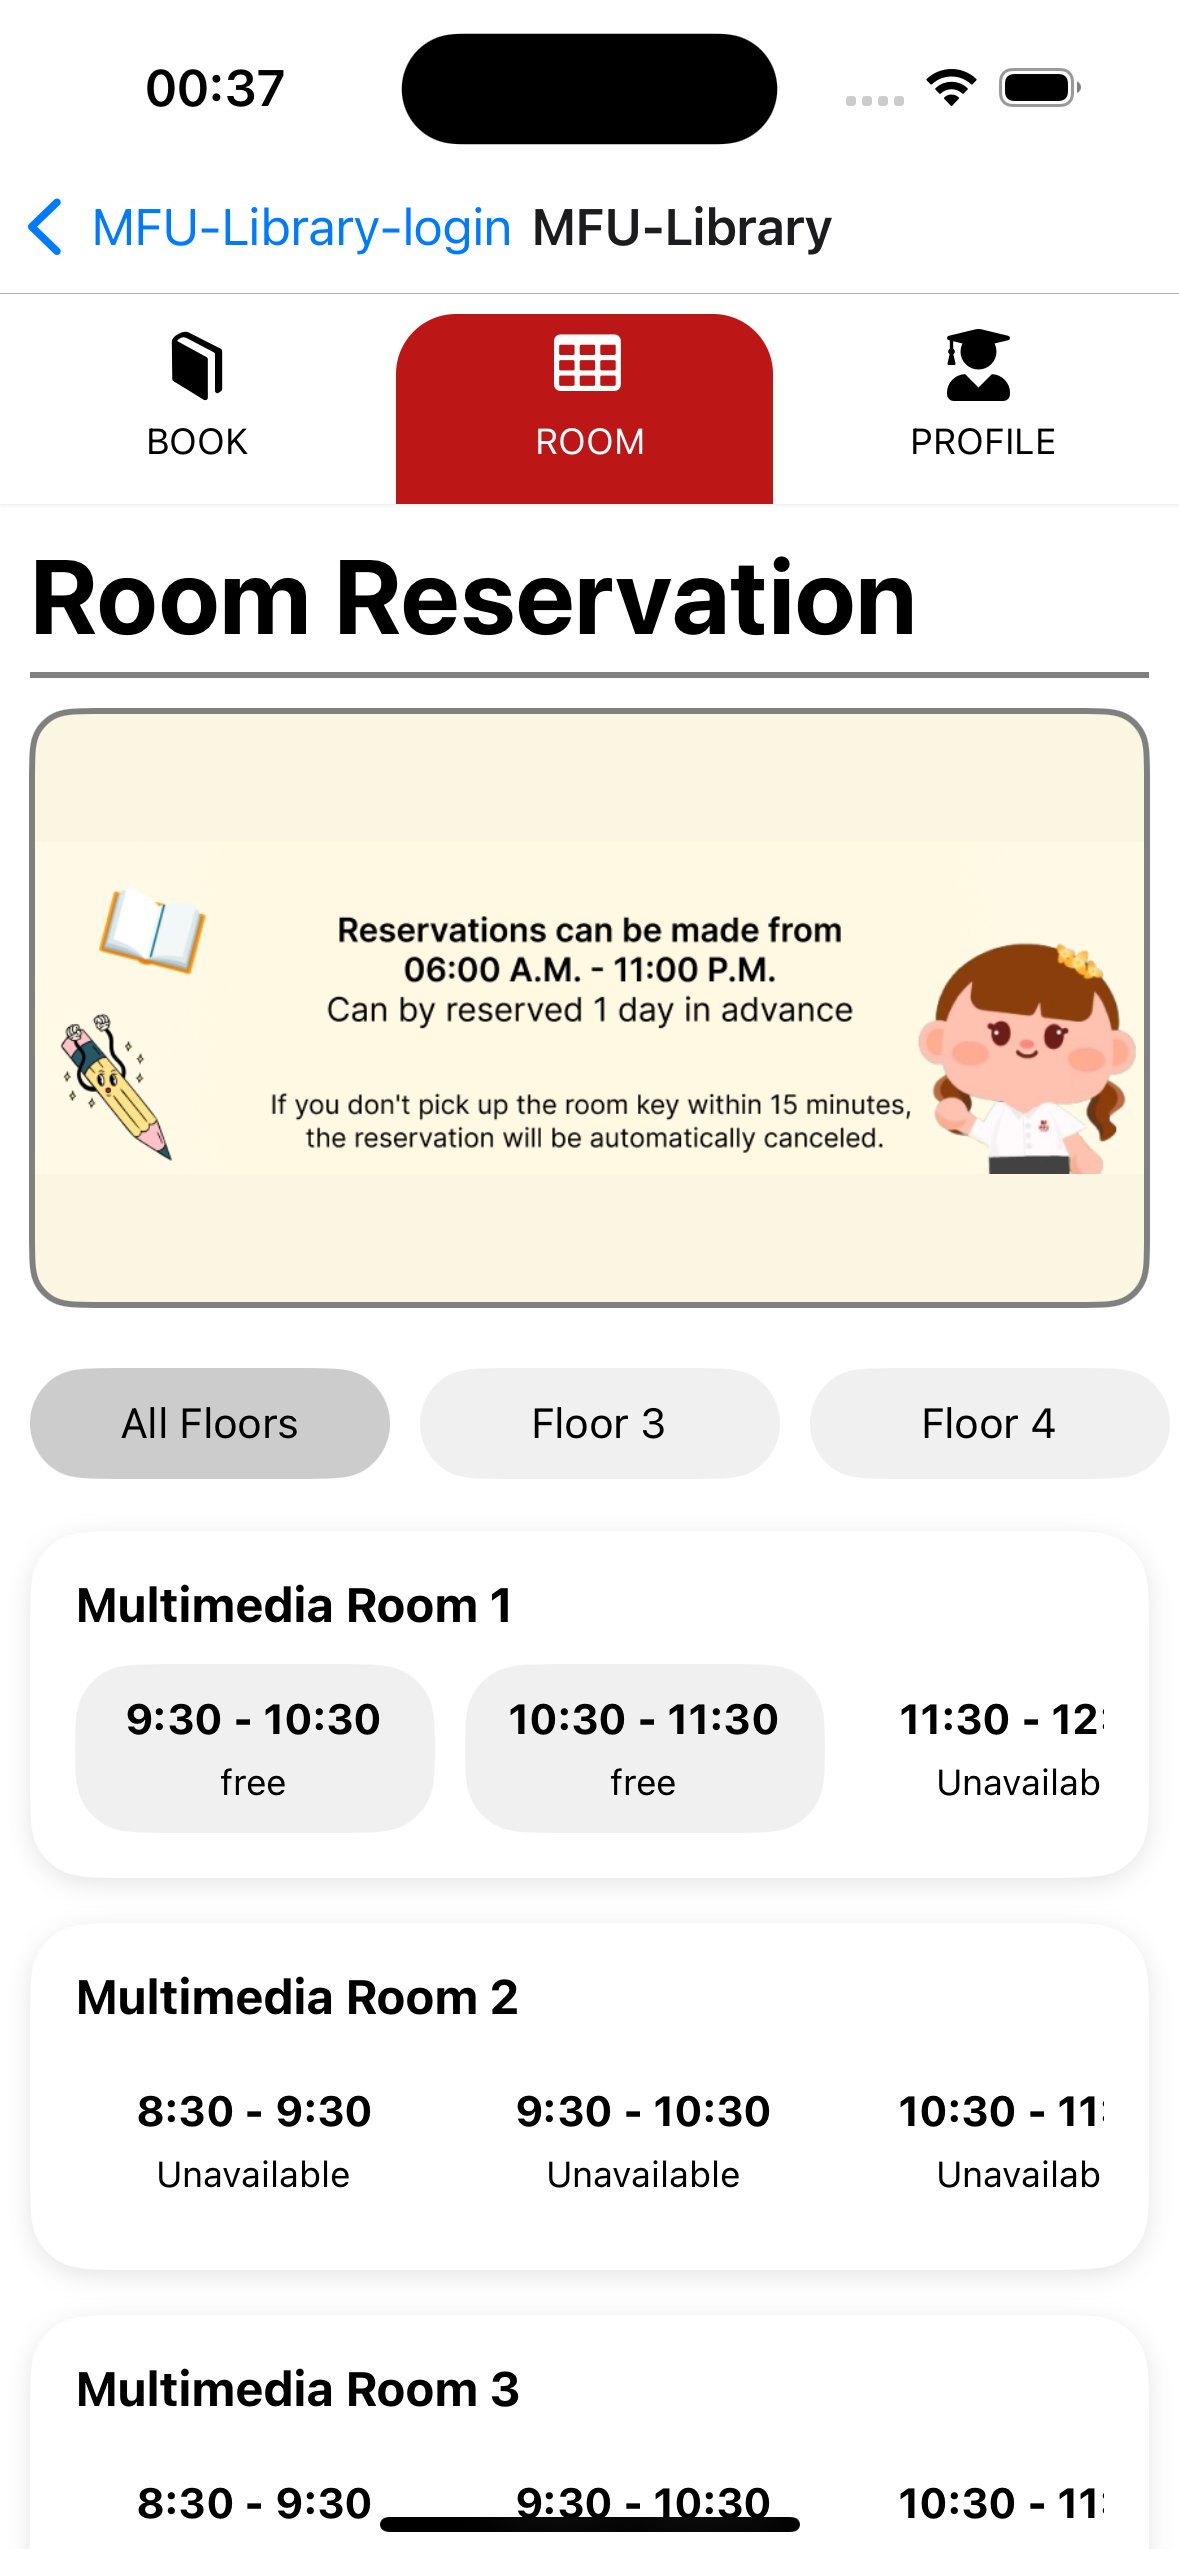 00:37
MFU-Library-login MFU-Library
BOOK ROOM PROFILE
Room Reservation
Reservations can be made from
06:00 A.M. - 11:00 P.M.
Can by reserved 1 day in advance
If you don't pick up the room key within 15 minutes,
the reservation will be automatically canceled.
All Floors Floor 3 Floor 4
Multimedia Room 1
9:30 - 10:30 10:30 - 11:30 11:30 - 12:
free free Unavailab
Multimedia Room 2
8:30 - 9:30 9:30 - 10:30 10:30 - 11:
Unavailable Unavailable Unavailab
Multimedia Room 3
8:30 - 9:30 9:30 - 10:30 10:30 - 11: